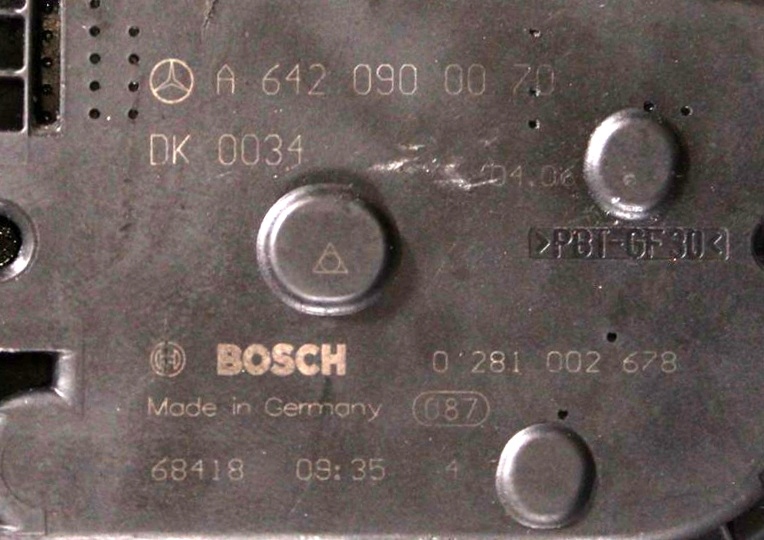 A 642 090 00 70
DK 0034
04.06
>PBT-GF30<
BOSCH 0 281 002 678
Made in Germany 087
68418 09:35 4